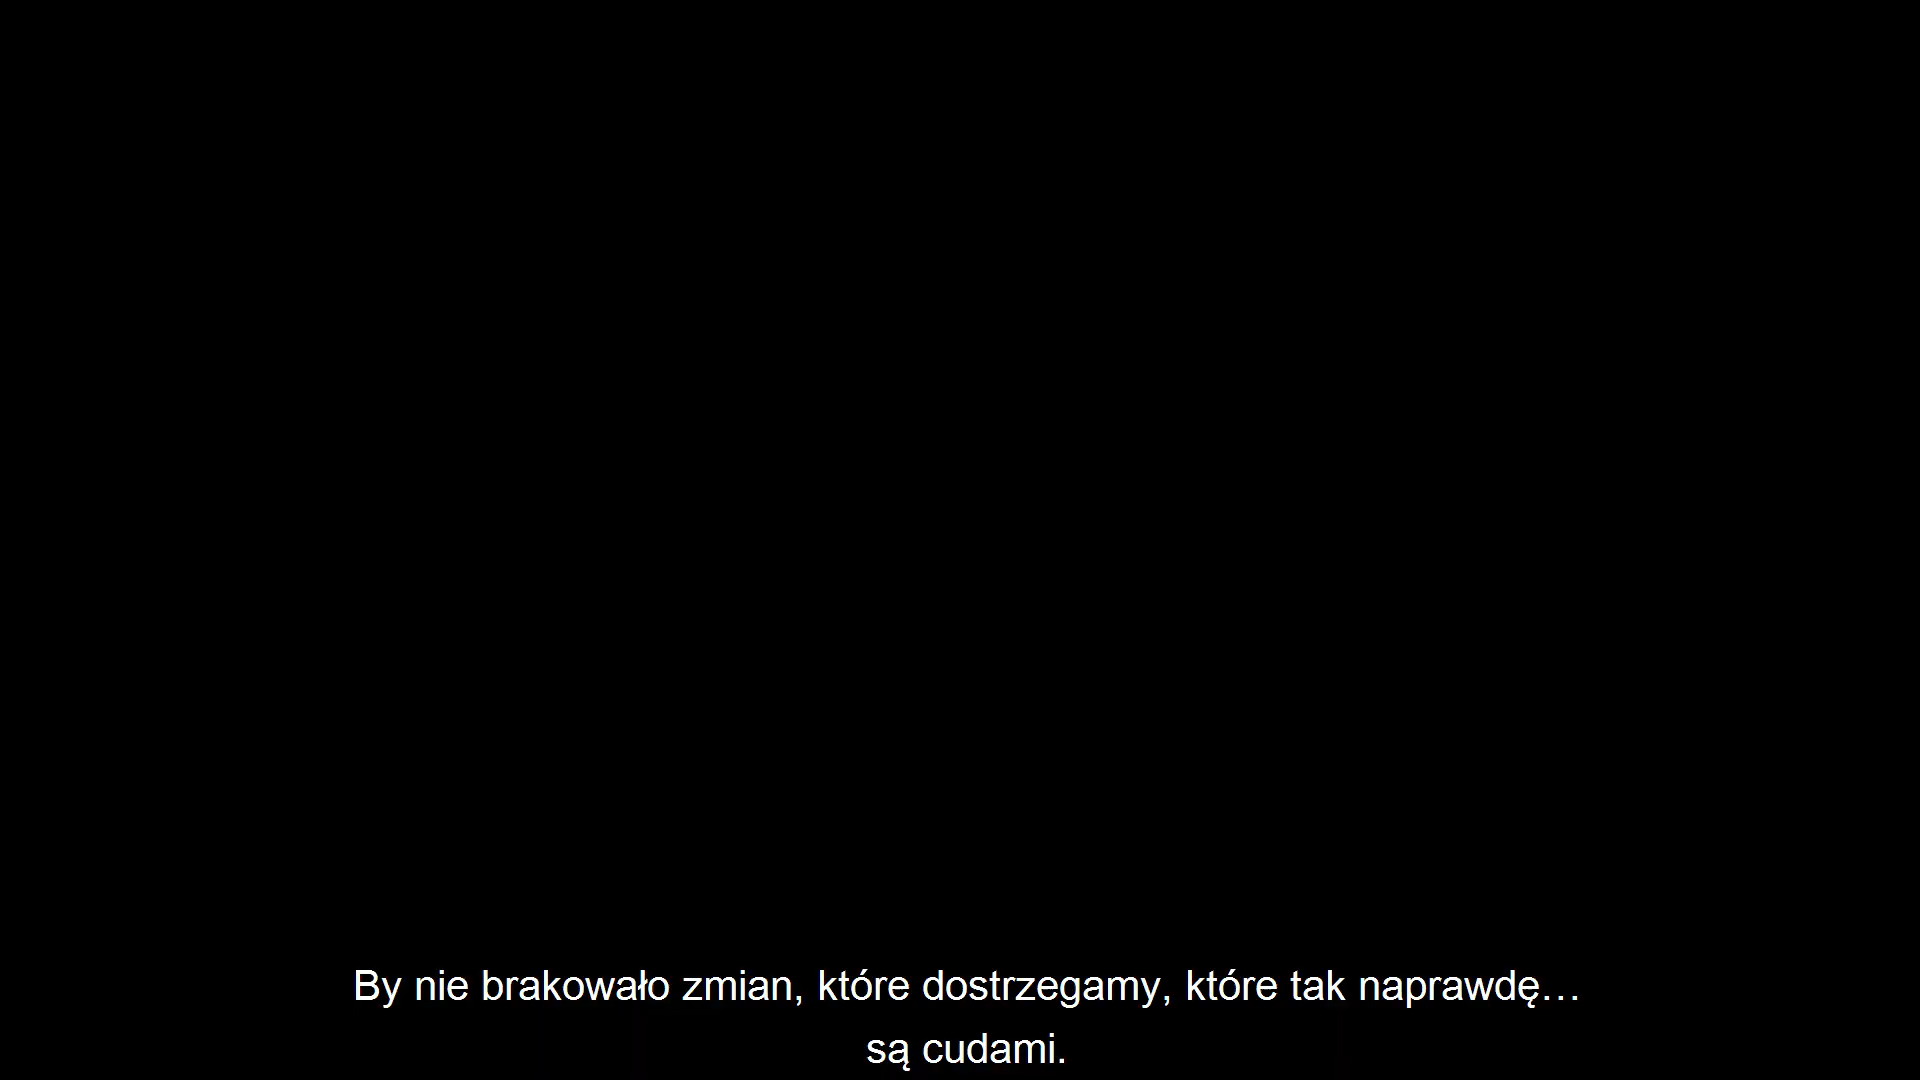 By nie brakowało zmian, które dostrzegamy, które tak naprawdę…
są cudami.